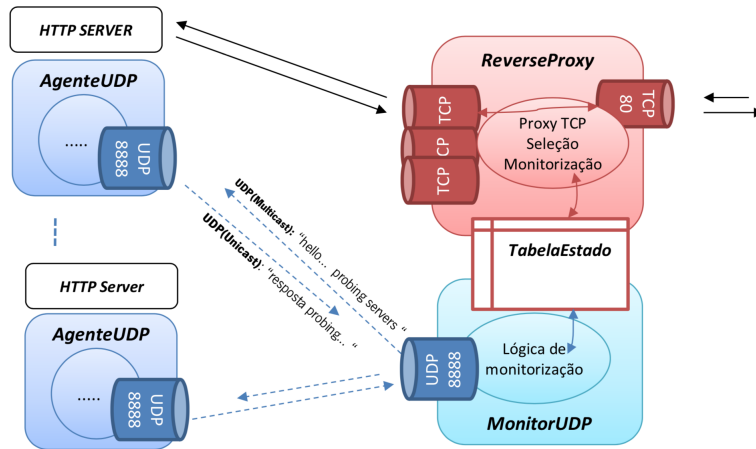 HTTP SERVER
AgenteUDP
.....
UDP
8888
ReverseProxy
TCP
CP
TCP
TCP
80
Proxy TCP
Seleção
Monitorização
UDP(Multicast): “hello... probing servers “
UDP(Unicast): “resposta probing... “
TabelaEstado
HTTP Server
AgenteUDP
.....
UDP
8888
UDP
8888
Lógica de
monitorização
MonitorUDP